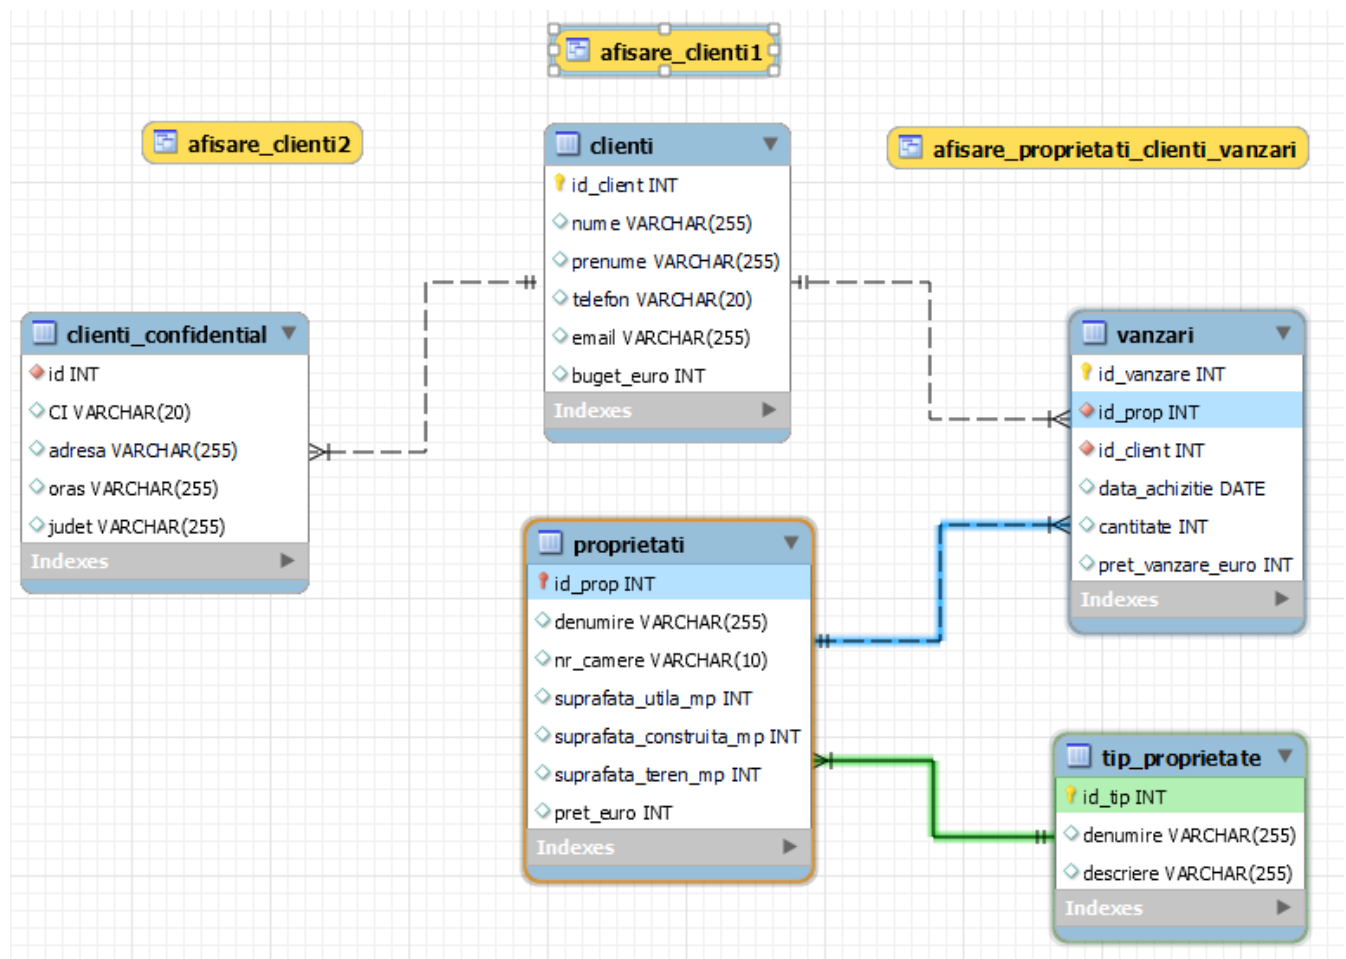 afisare_clienti1
afisare_clienti2
afisare_proprietati_clienti_vanzari
clienti
id_client INT
nume VARCHAR(255)
prenume VARCHAR(255)
telefon VARCHAR(20)
email VARCHAR(255)
buget_euro INT
Indexes
clienti_confidential
id INT
CI VARCHAR(20)
adresa VARCHAR(255)
oras VARCHAR(255)
judet VARCHAR(255)
Indexes
vanzari
id_vanzare INT
id_prop INT
id_client INT
data_achizitie DATE
cantitate INT
pret_vanzare_euro INT
Indexes
proprietati
id_prop INT
denumire VARCHAR(255)
nr_camere VARCHAR(10)
suprafata_utila_mp INT
suprafata_construita_mp INT
suprafata_teren_mp INT
pret_euro INT
Indexes
tip_proprietate
id_tip INT
denumire VARCHAR(255)
descriere VARCHAR(255)
Indexes